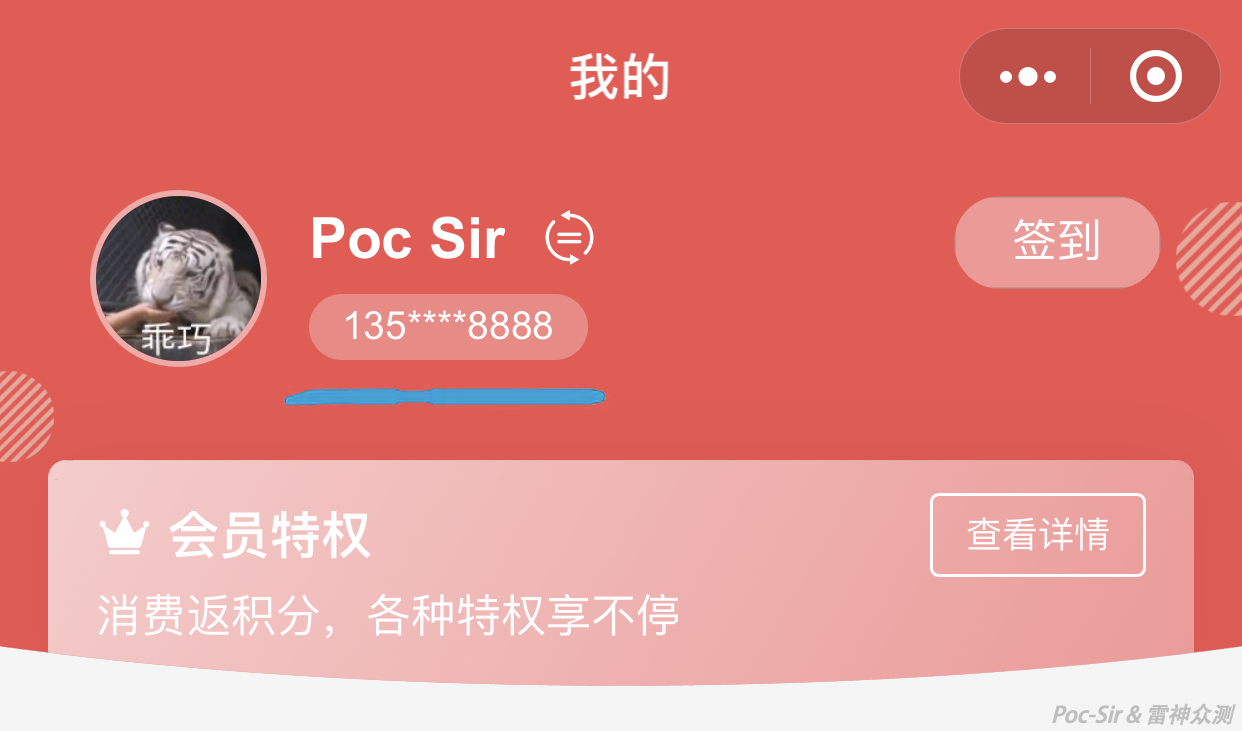 我的
Poc Sir
签到
135****8888
乖巧
会员特权
查看详情
消费返积分，各种特权享不停
Poc-Sir & 雷神众测